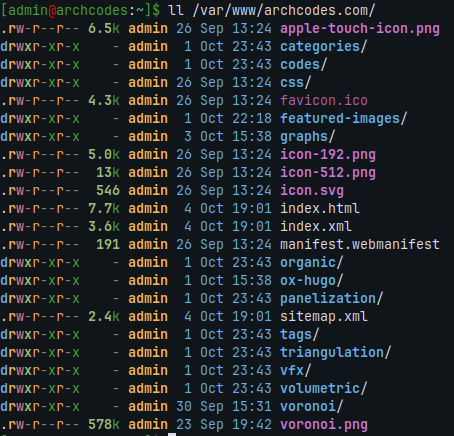 [admin@archcodes:~]$ ll /var/www/archcodes.com/
.rw-r--r-- 6.5k admin 26 Sep 13:24 apple-touch-icon.png
drwxr-xr-x    - admin  1 Oct 23:43 categories/
drwxr-xr-x    - admin  1 Oct 23:43 codes/
drwxr-xr-x    - admin 26 Sep 13:24 css/
.rw-r--r-- 4.3k admin 26 Sep 13:24 favicon.ico
drwxr-xr-x    - admin  1 Oct 22:18 featured-images/
drwxr-xr-x    - admin  3 Oct 15:38 graphs/
.rw-r--r-- 5.0k admin 26 Sep 13:24 icon-192.png
.rw-r--r--  13k admin 26 Sep 13:24 icon-512.png
.rw-r--r--  546 admin 26 Sep 13:24 icon.svg
.rw-r--r-- 7.7k admin  4 Oct 19:01 index.html
.rw-r--r-- 3.6k admin  4 Oct 19:01 index.xml
.rw-r--r--  191 admin 26 Sep 13:24 manifest.webmanifest
drwxr-xr-x    - admin  1 Oct 23:43 organic/
drwxr-xr-x    - admin  1 Oct 15:38 ox-hugo/
drwxr-xr-x    - admin  1 Oct 23:43 panelization/
.rw-r--r-- 2.4k admin  4 Oct 19:01 sitemap.xml
drwxr-xr-x    - admin  1 Oct 23:43 tags/
drwxr-xr-x    - admin  1 Oct 23:43 triangulation/
drwxr-xr-x    - admin  1 Oct 23:43 vfx/
drwxr-xr-x    - admin  1 Oct 23:43 volumetric/
drwxr-xr-x    - admin 30 Sep 15:31 voronoi/
.rw-r--r-- 578k admin 23 Sep 19:42 voronoi.png